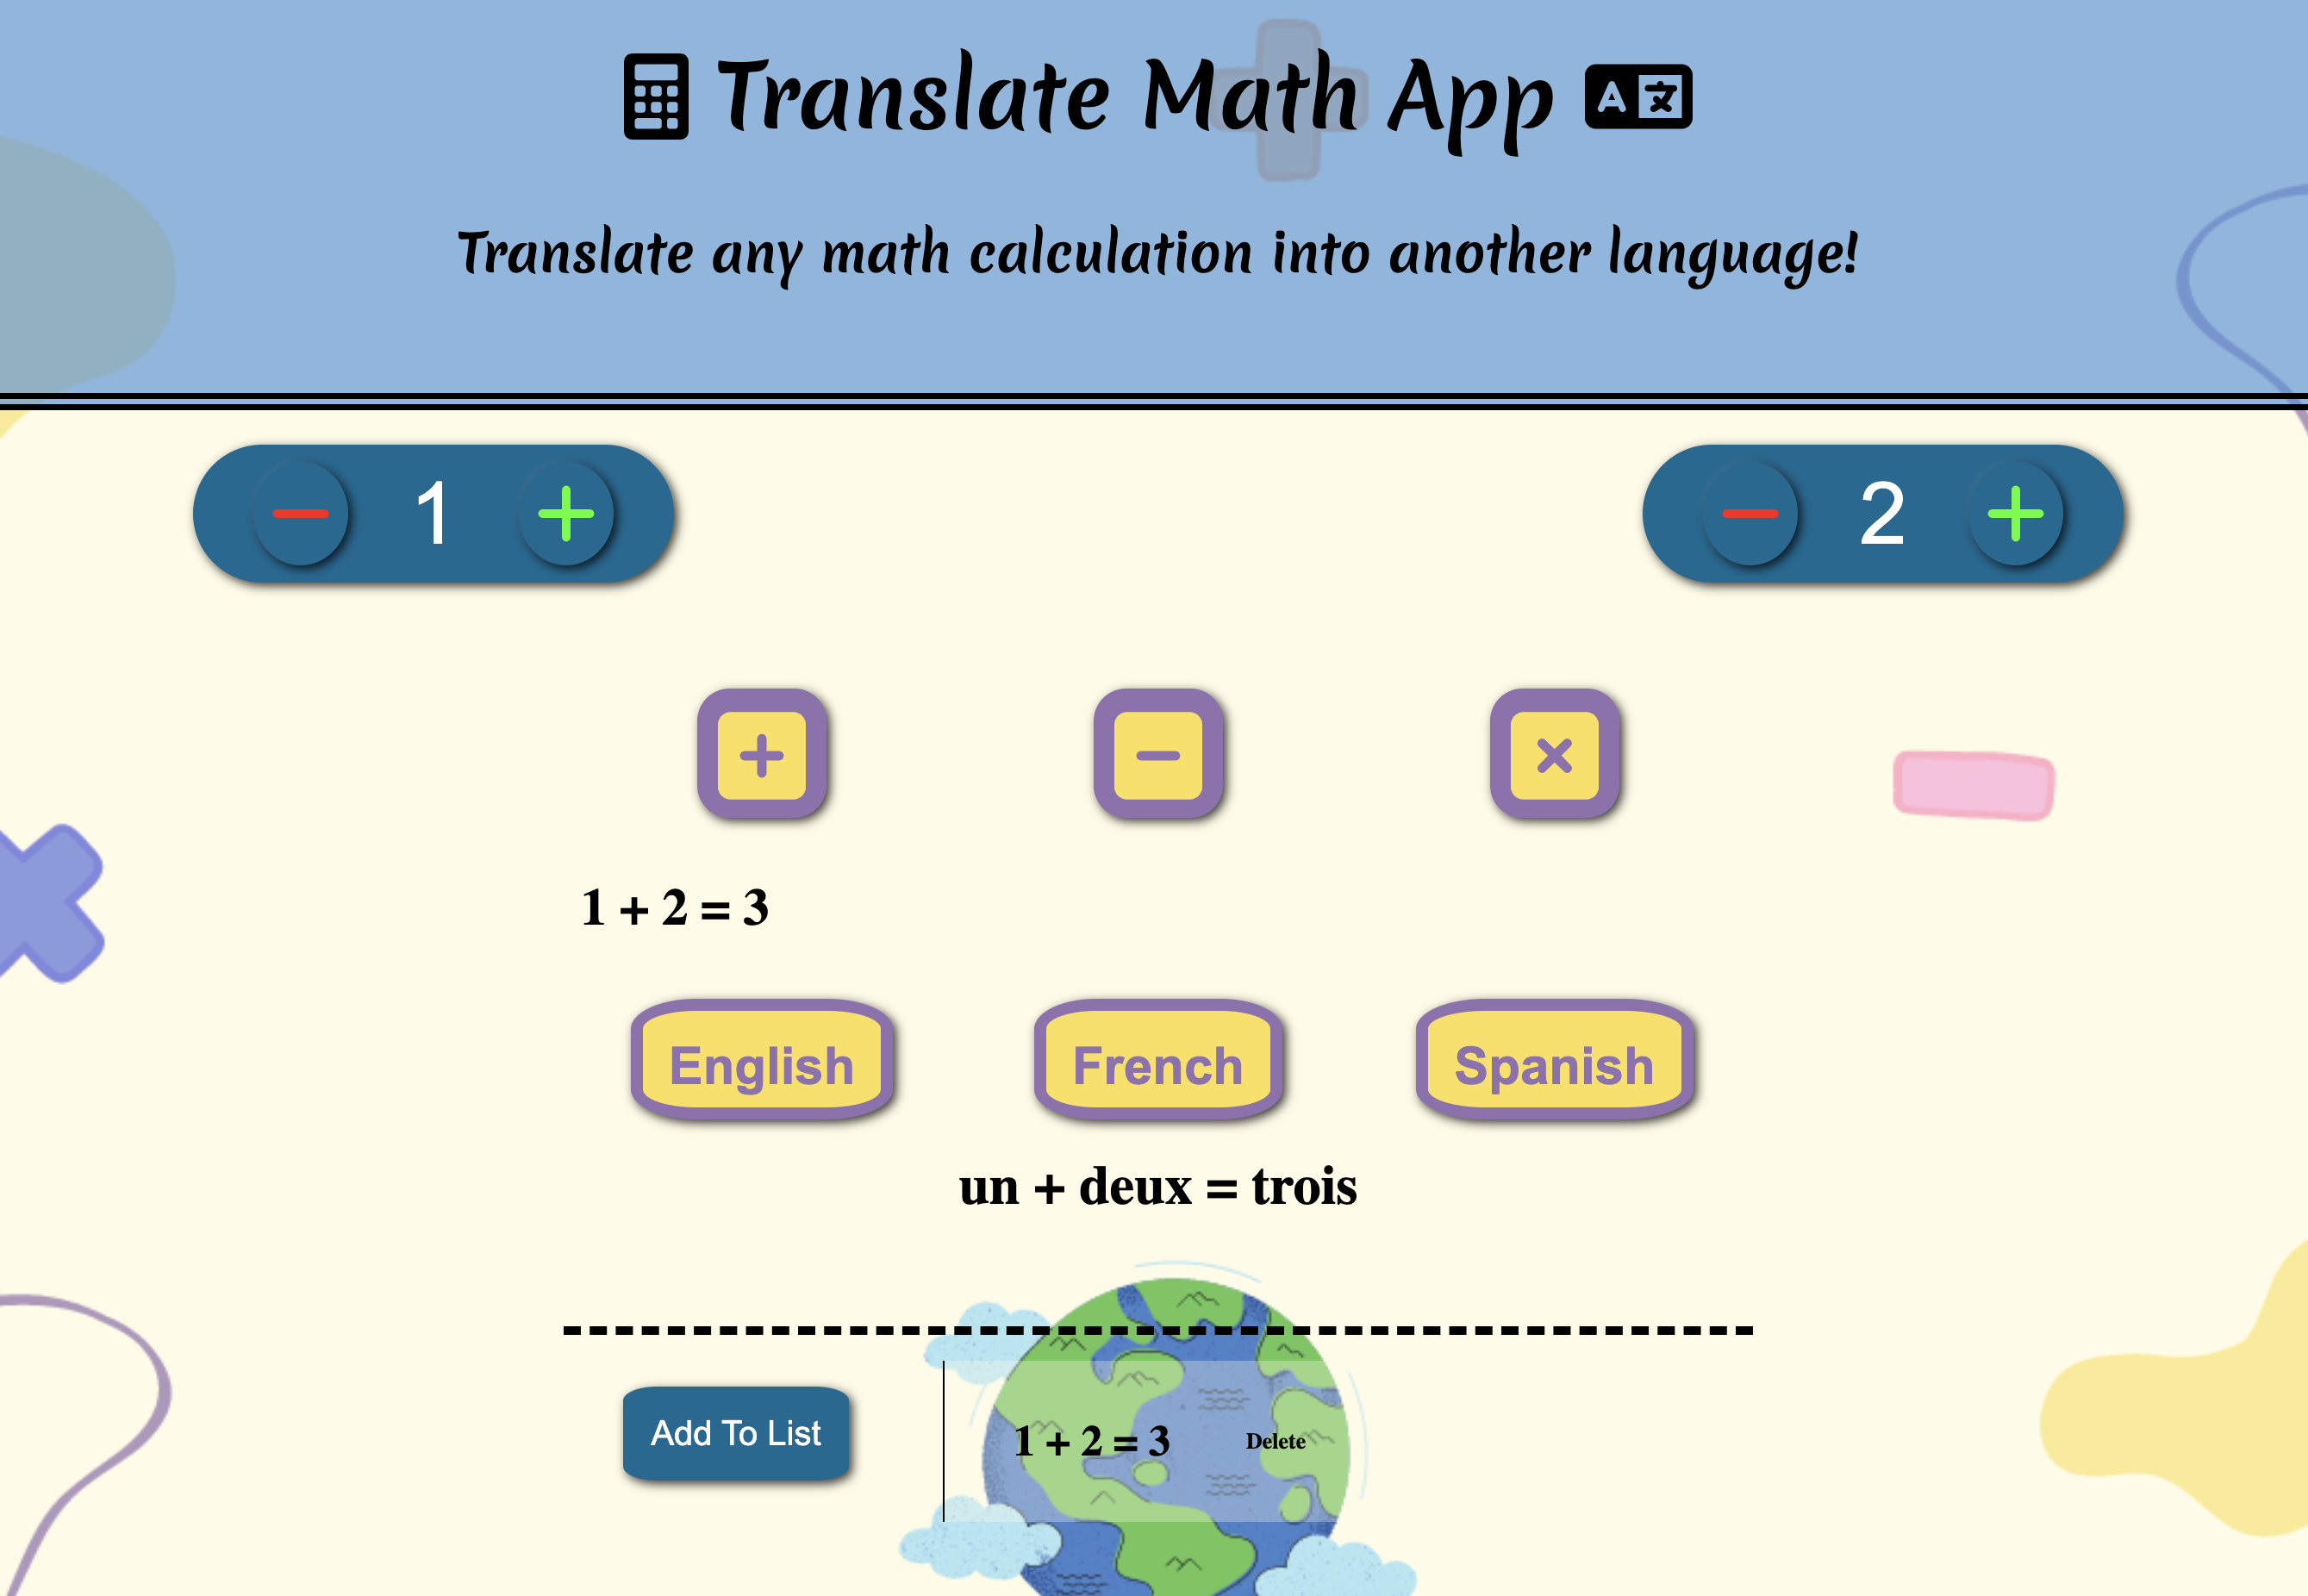 Translate Math App
Translate any math calculation into another language!
1
2
1 + 2 = 3
English French Spanish
un + deux = trois
Add To List
1 + 2 = 3 Delete